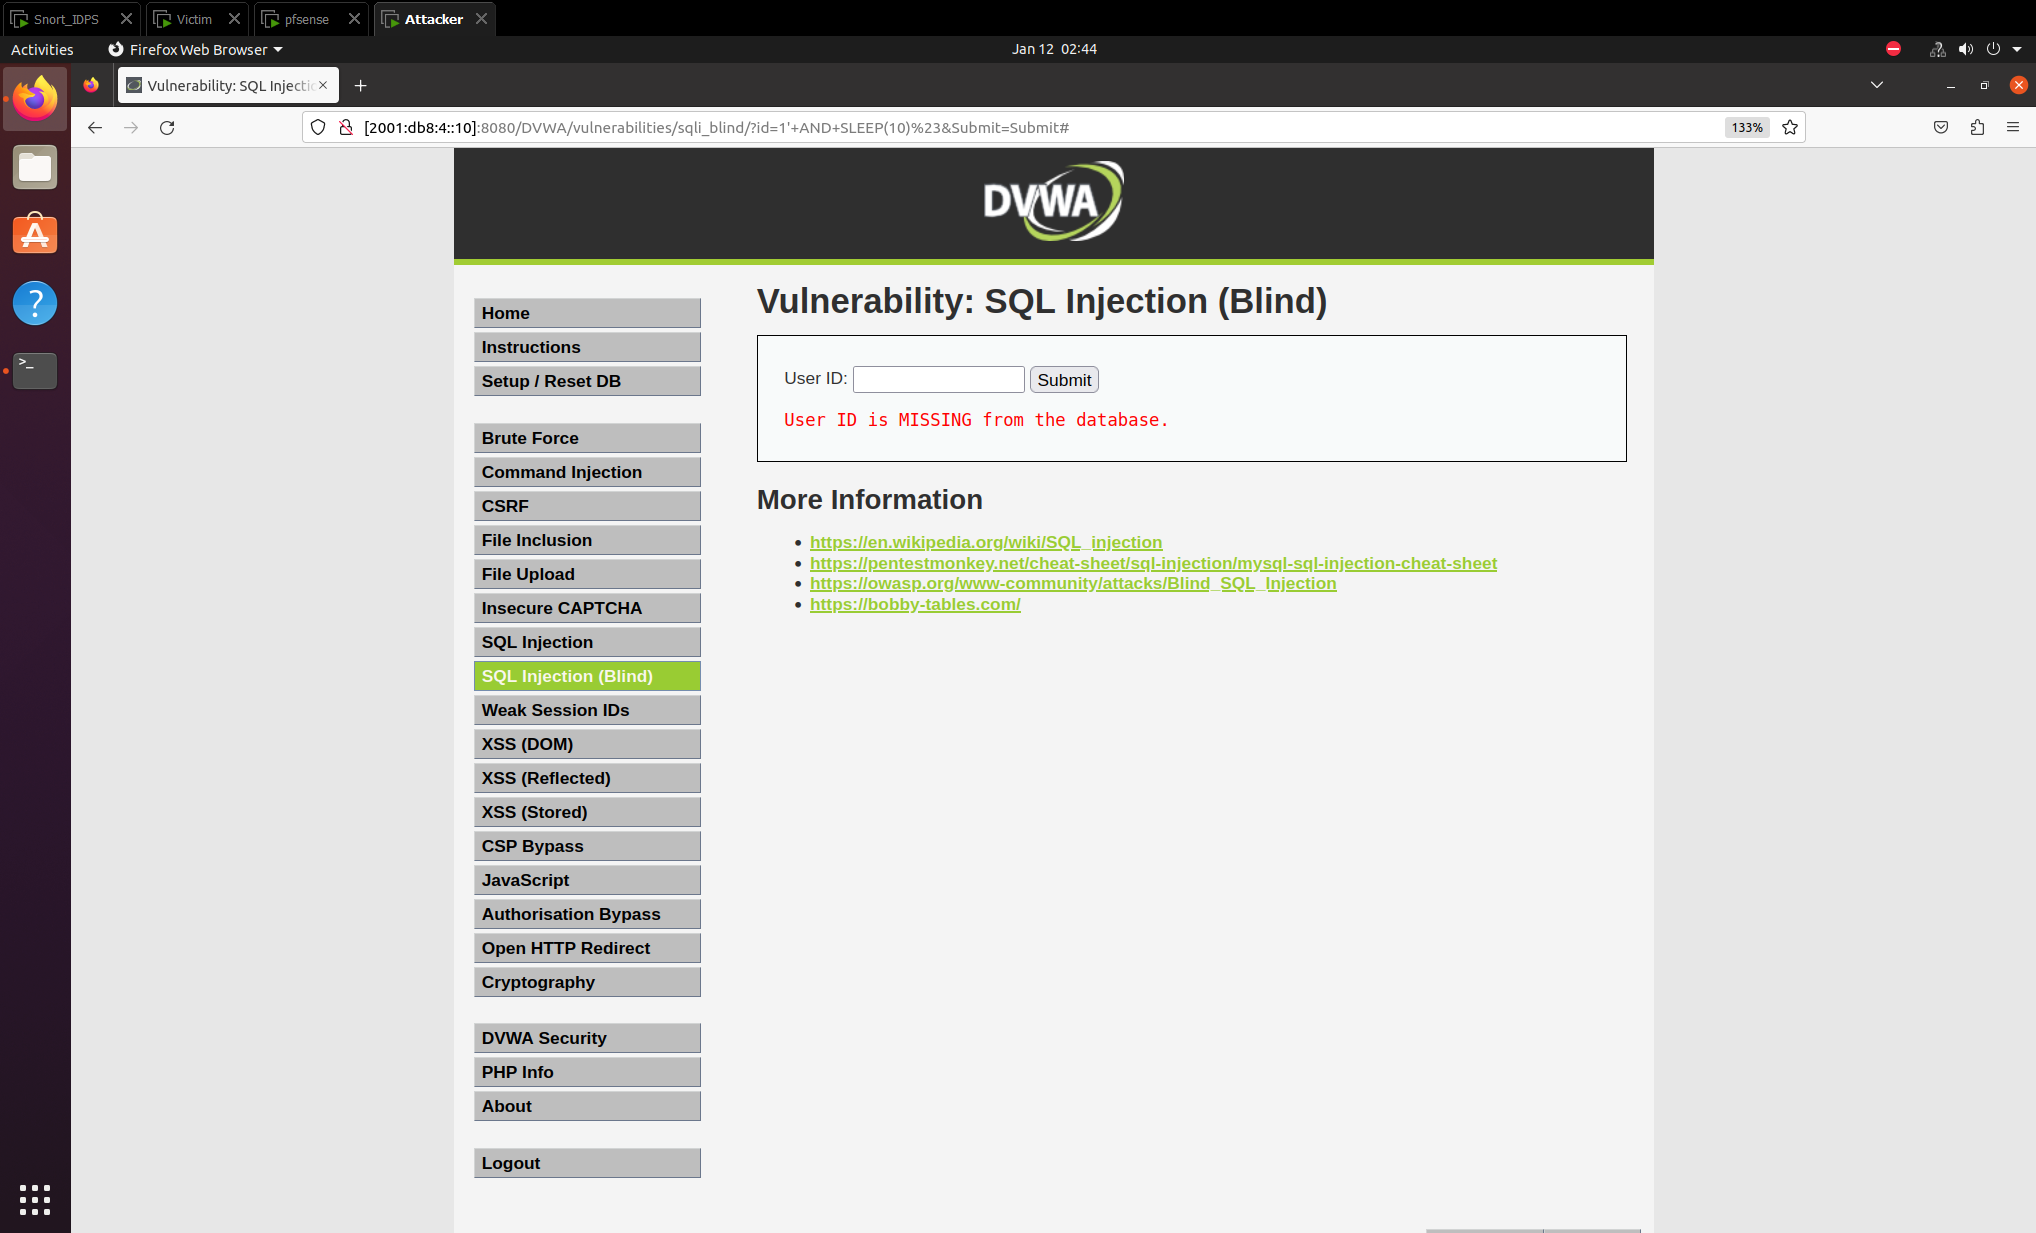 Snort_IDPS Victim pfsense Attacker
Activities Firefox Web Browser Jan 12 02:44
Vulnerability: SQL Injectio
[2001:db8:4::10]:8080/DVWA/vulnerabilities/sqli_blind/?id=1'+AND+SLEEP(10)%23&Submit=Submit# 133%
DVWA
Home
Instructions
Setup / Reset DB
Brute Force
Command Injection
CSRF
File Inclusion
File Upload
Insecure CAPTCHA
SQL Injection
SQL Injection (Blind)
Weak Session IDs
XSS (DOM)
XSS (Reflected)
XSS (Stored)
CSP Bypass
JavaScript
Authorisation Bypass
Open HTTP Redirect
Cryptography
DVWA Security
PHP Info
About
Logout
Vulnerability: SQL Injection (Blind)
User ID: Submit
User ID is MISSING from the database.
More Information
https://en.wikipedia.org/wiki/SQL_injection
https://pentestmonkey.net/cheat-sheet/sql-injection/mysql-sql-injection-cheat-sheet
https://owasp.org/www-community/attacks/Blind_SQL_Injection
https://bobby-tables.com/